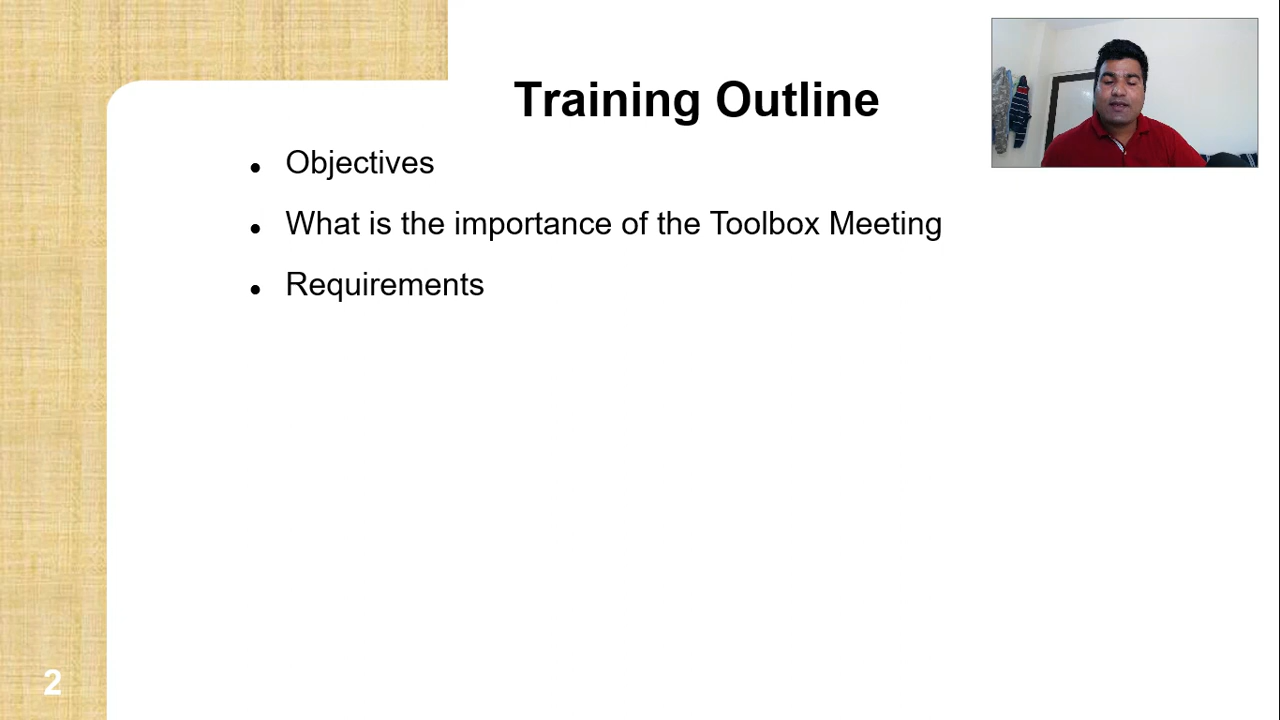 Training Outline
Objectives
What is the importance of the Toolbox Meeting
Requirements
2